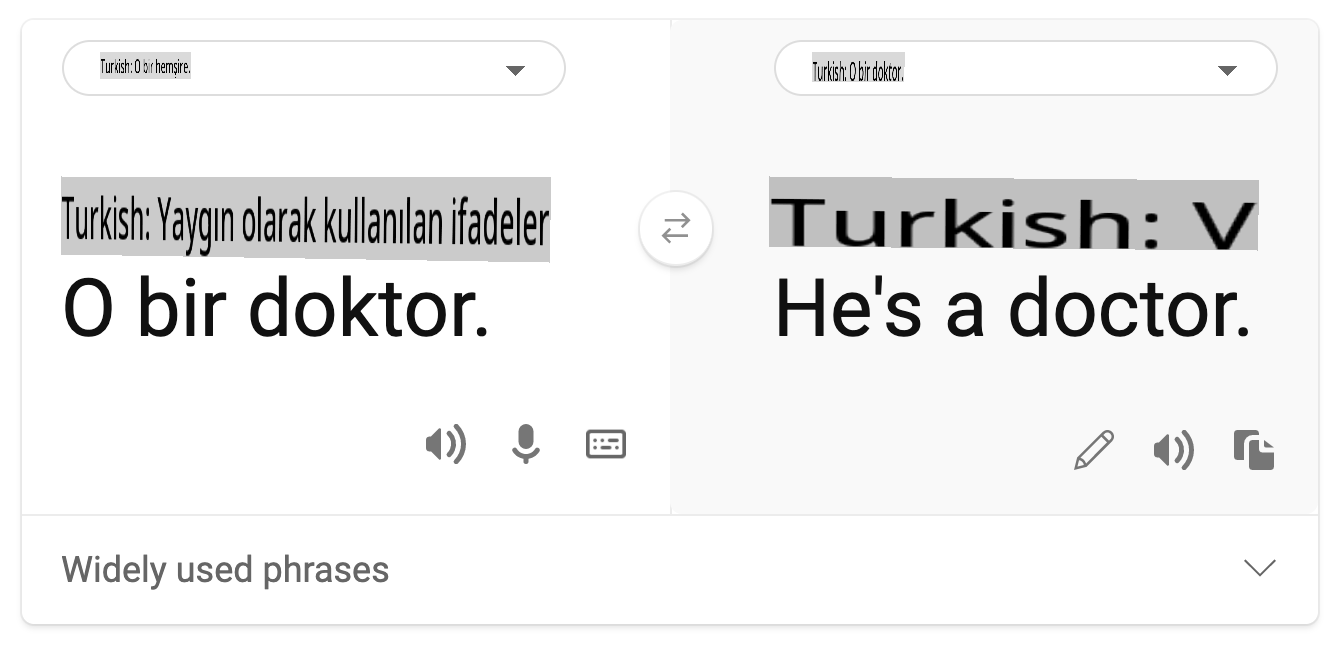 Turkish: O bir hemşire.
Turkish: O bir doktor.
Turkish: Yaygın olarak kullanılan ifadeler
O bir doktor.
Turkish: V
He's a doctor.
Widely used phrases